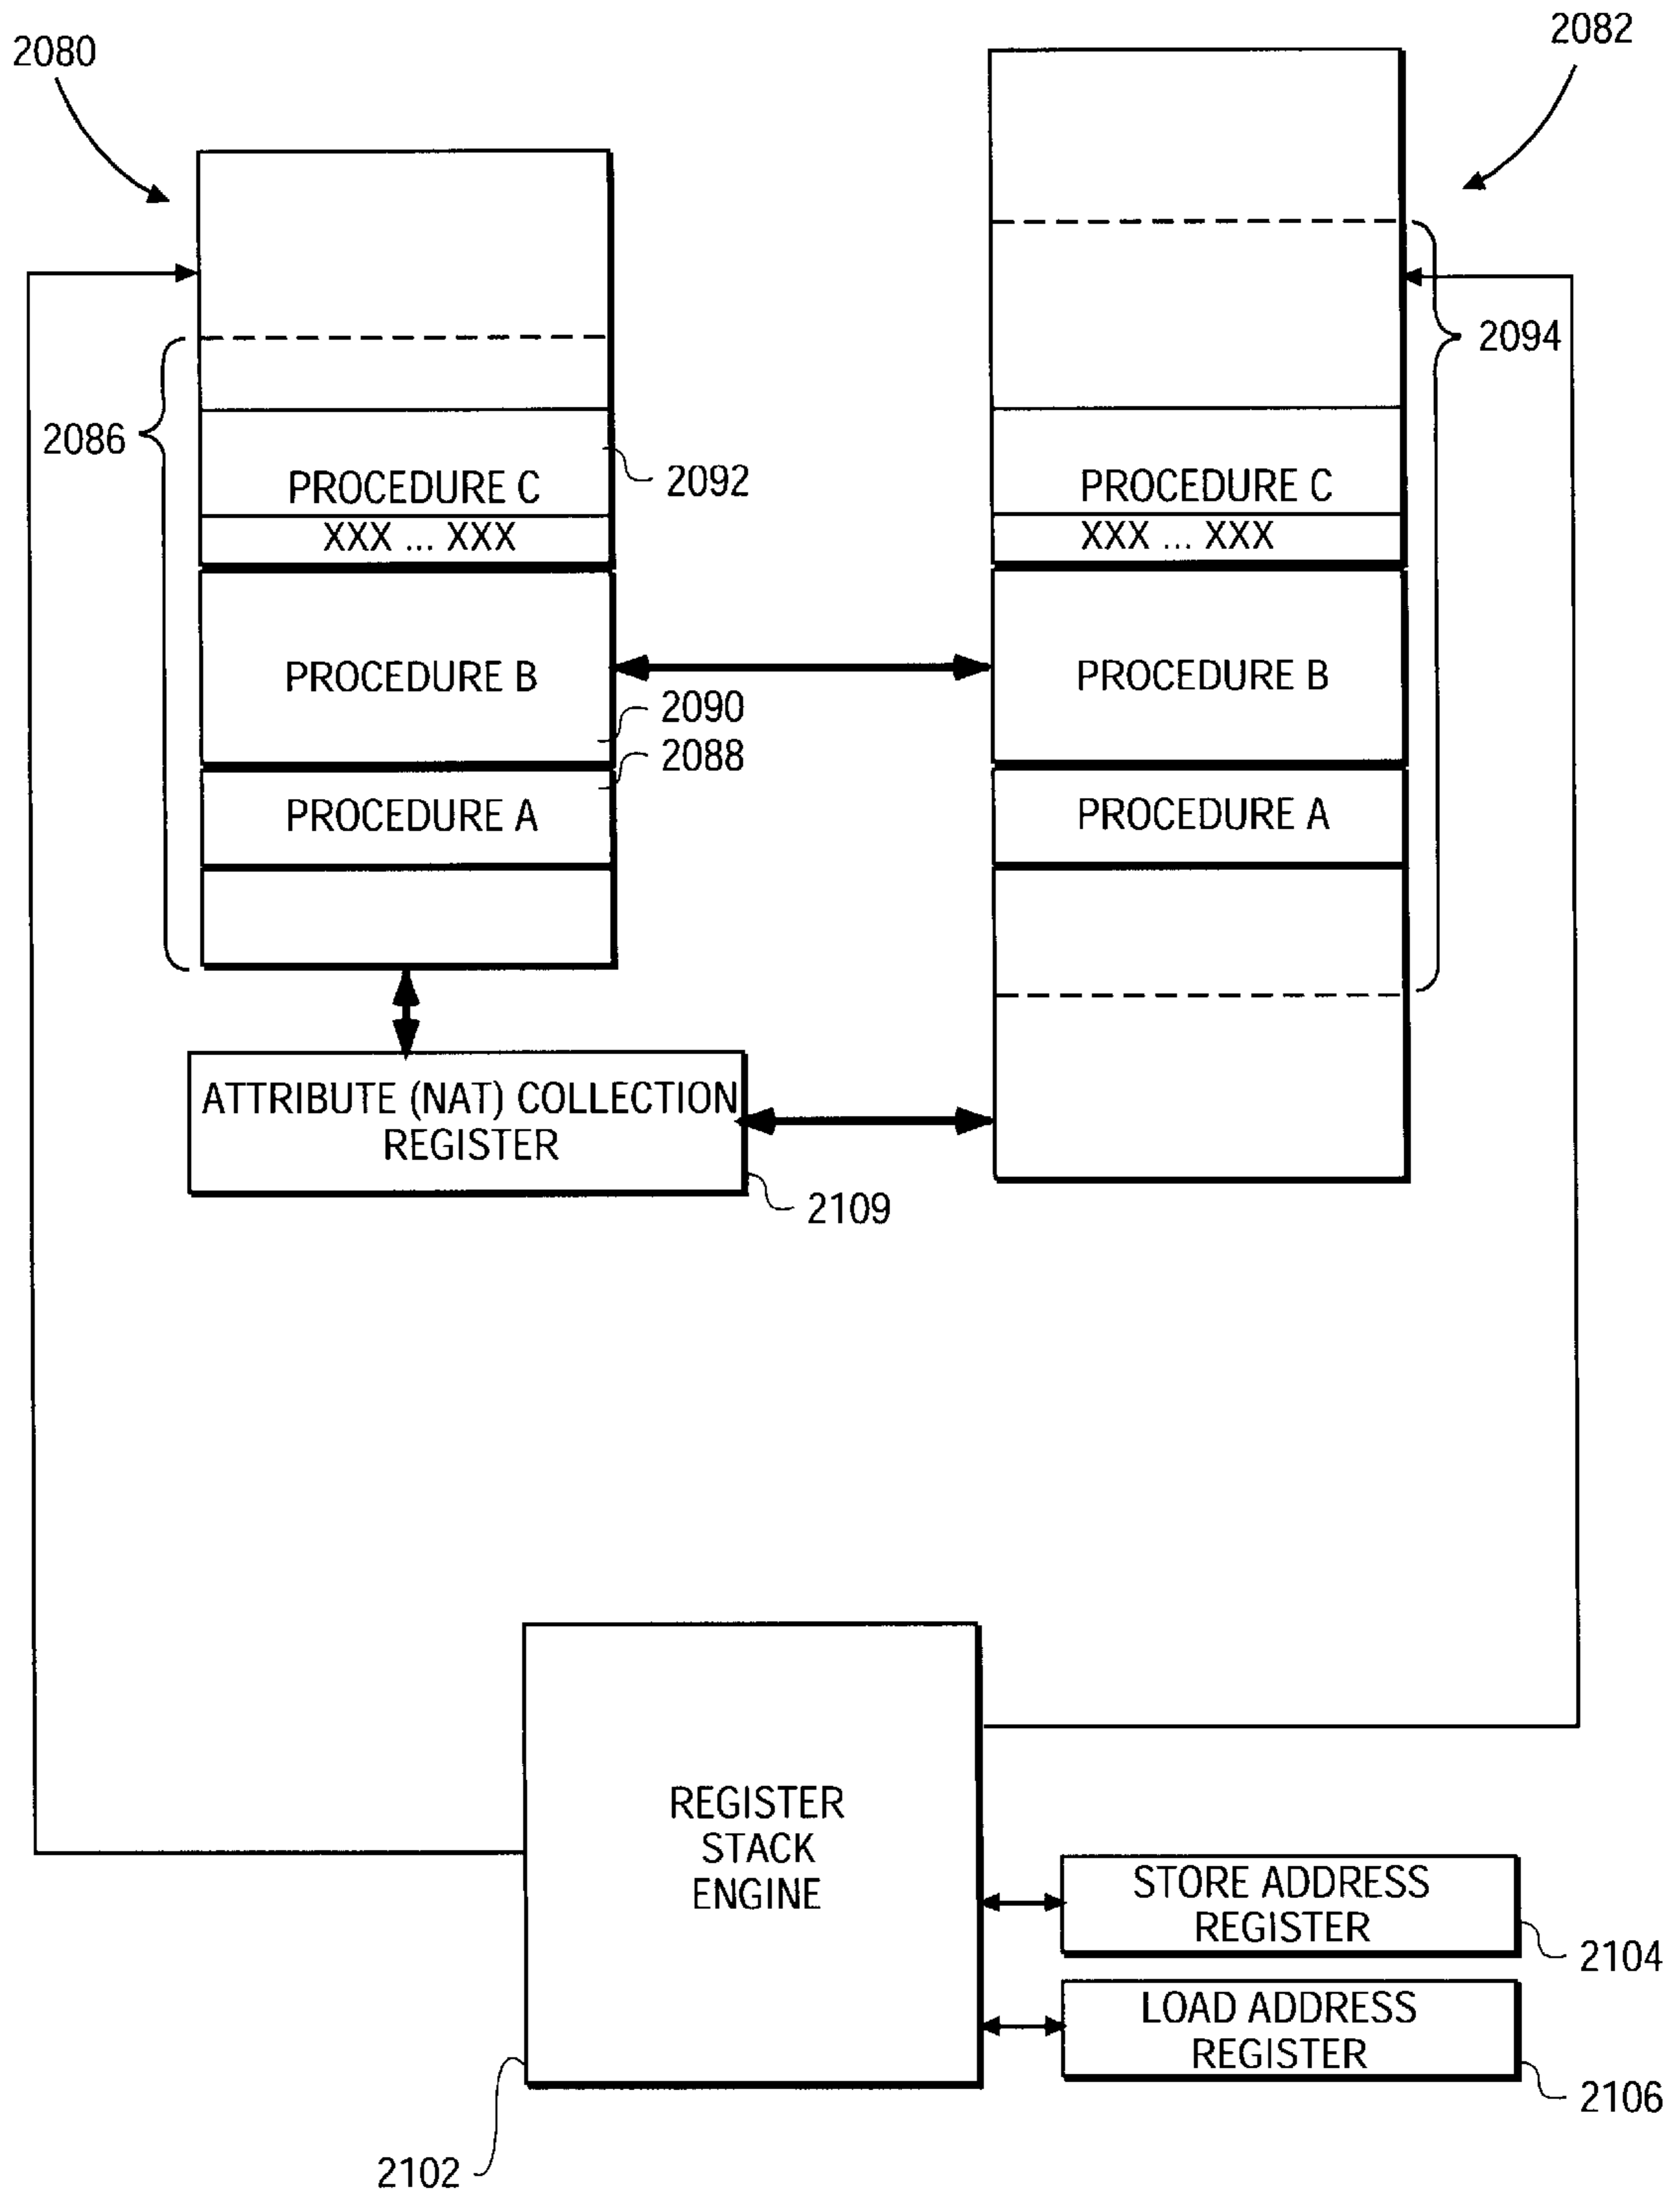 2080
2082
2094
2086
PROCEDURE C
2092
PROCEDURE C
XXX ... XXX
XXX ... XXX
PROCEDURE B
PROCEDURE B
2090
2088
PROCEDURE A
PROCEDURE A
ATTRIBUTE (NAT) COLLECTION
REGISTER
2109
REGISTER
STACK
ENGINE
STORE ADDRESS
REGISTER
2104
LOAD ADDRESS
REGISTER
2106
2102